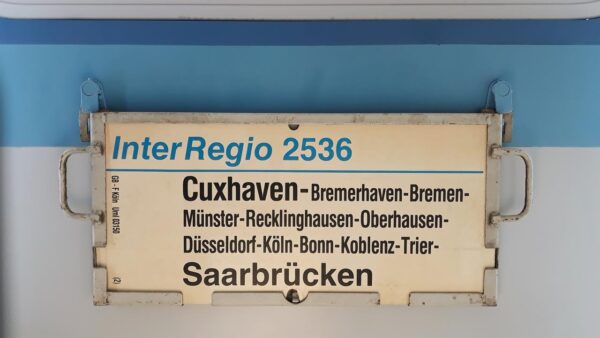 InterRegio 2536
Cuxhaven-Bremerhaven-Bremen-
Münster-Recklinghausen-Oberhausen-
Düsseldorf-Köln-Bonn-Koblenz-Trier-
Saarbrücken